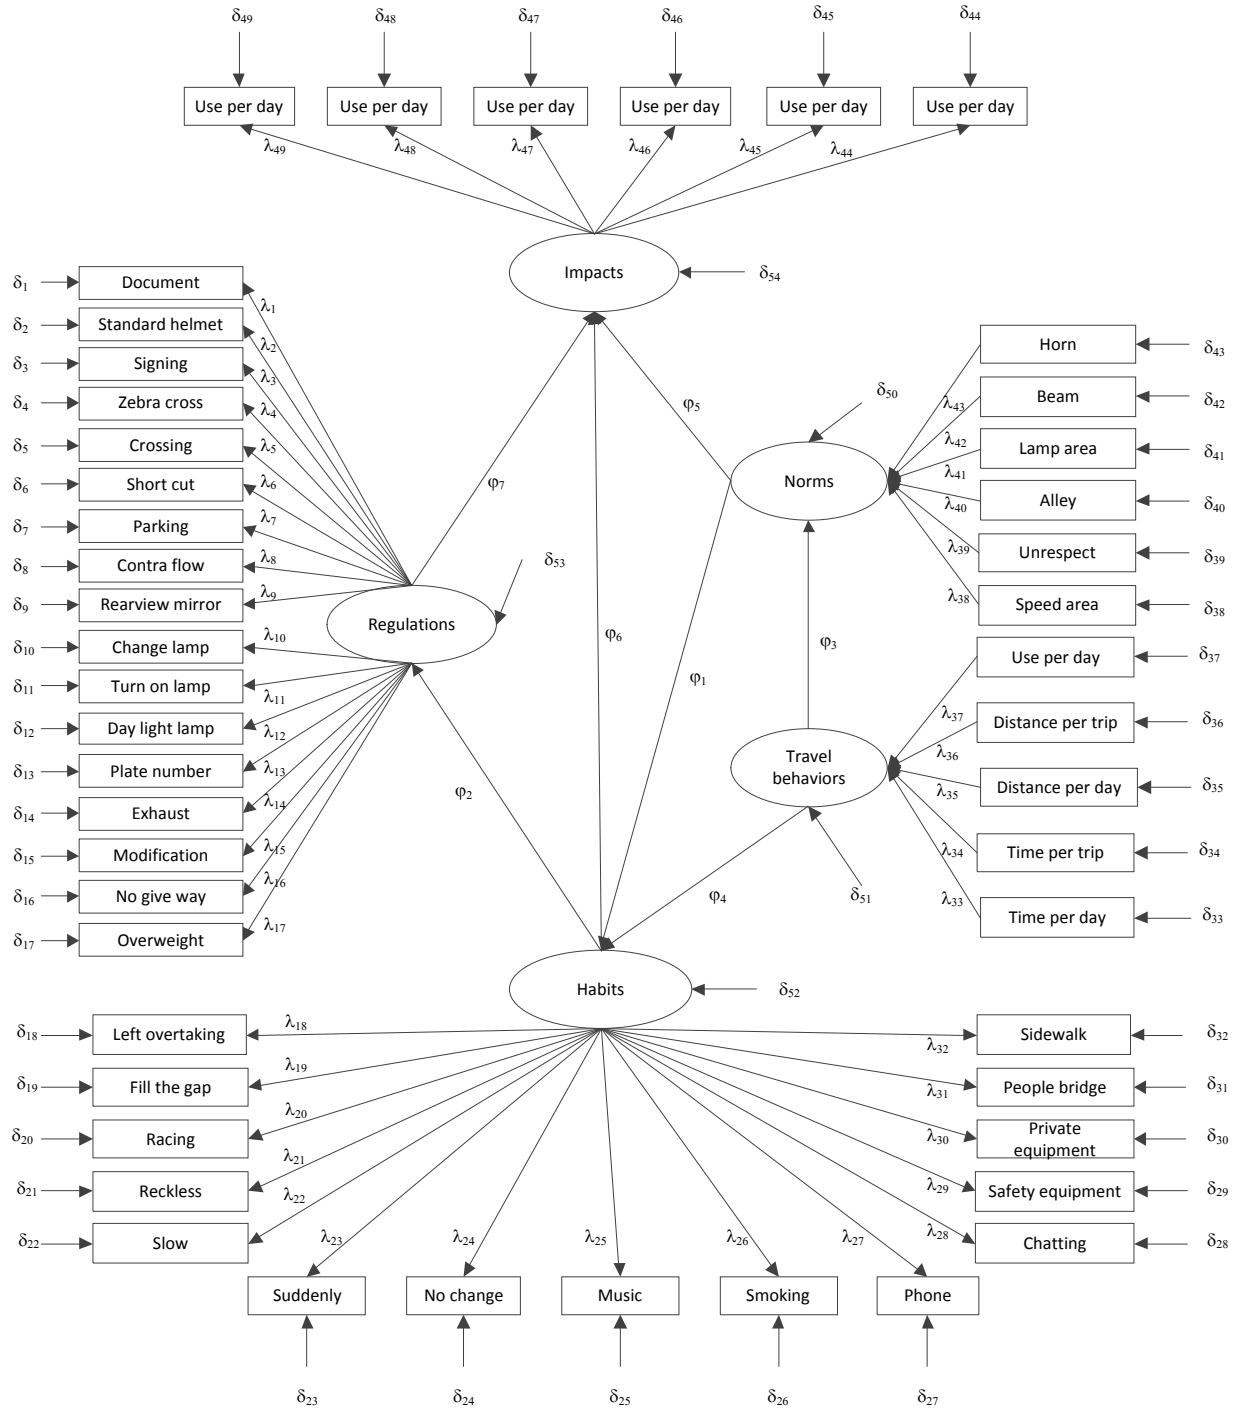 δ49 δ48 δ47 δ46 δ45 δ44
Use per day Use per day Use per day Use per day Use per day Use per day
λ49 λ48 λ47 λ46 λ45 λ44
Impacts δ54
δ1 Document λ1
δ2 Standard helmet λ2
δ3 Signing λ3
δ4 Zebra cross λ4
δ5 Crossing λ5
δ6 Short cut λ6
δ7 Parking λ7
δ8 Contra flow λ8
δ9 Rearview mirror λ9
δ10 Change lamp λ10
δ11 Turn on lamp λ11
δ12 Day light lamp λ12
δ13 Plate number λ13
δ14 Exhaust λ14
δ15 Modification λ15
δ16 No give way λ16
δ17 Overweight λ17
Regulations δ53
φ7
φ6
φ5
φ1
φ3
φ2
φ4
δ50
Norms
λ43 Horn δ43
λ42 Beam δ42
λ41 Lamp area δ41
λ40 Alley δ40
λ39 Unrespect δ39
λ38 Speed area δ38
Travel
behaviors
δ51
λ37 Use per day δ37
λ36 Distance per trip δ36
λ35 Distance per day δ35
λ34 Time per trip δ34
λ33 Time per day δ33
Habits δ52
δ18 Left overtaking λ18
δ19 Fill the gap λ19
δ20 Racing λ20
δ21 Reckless λ21
δ22 Slow λ22
λ32 Sidewalk δ32
λ31 People bridge δ31
λ30 Private
equipment δ30
λ29 Safety equipment δ29
λ28 Chatting δ28
λ23 λ24 λ25 λ26 λ27
Suddenly No change Music Smoking Phone
δ23 δ24 δ25 δ26 δ27